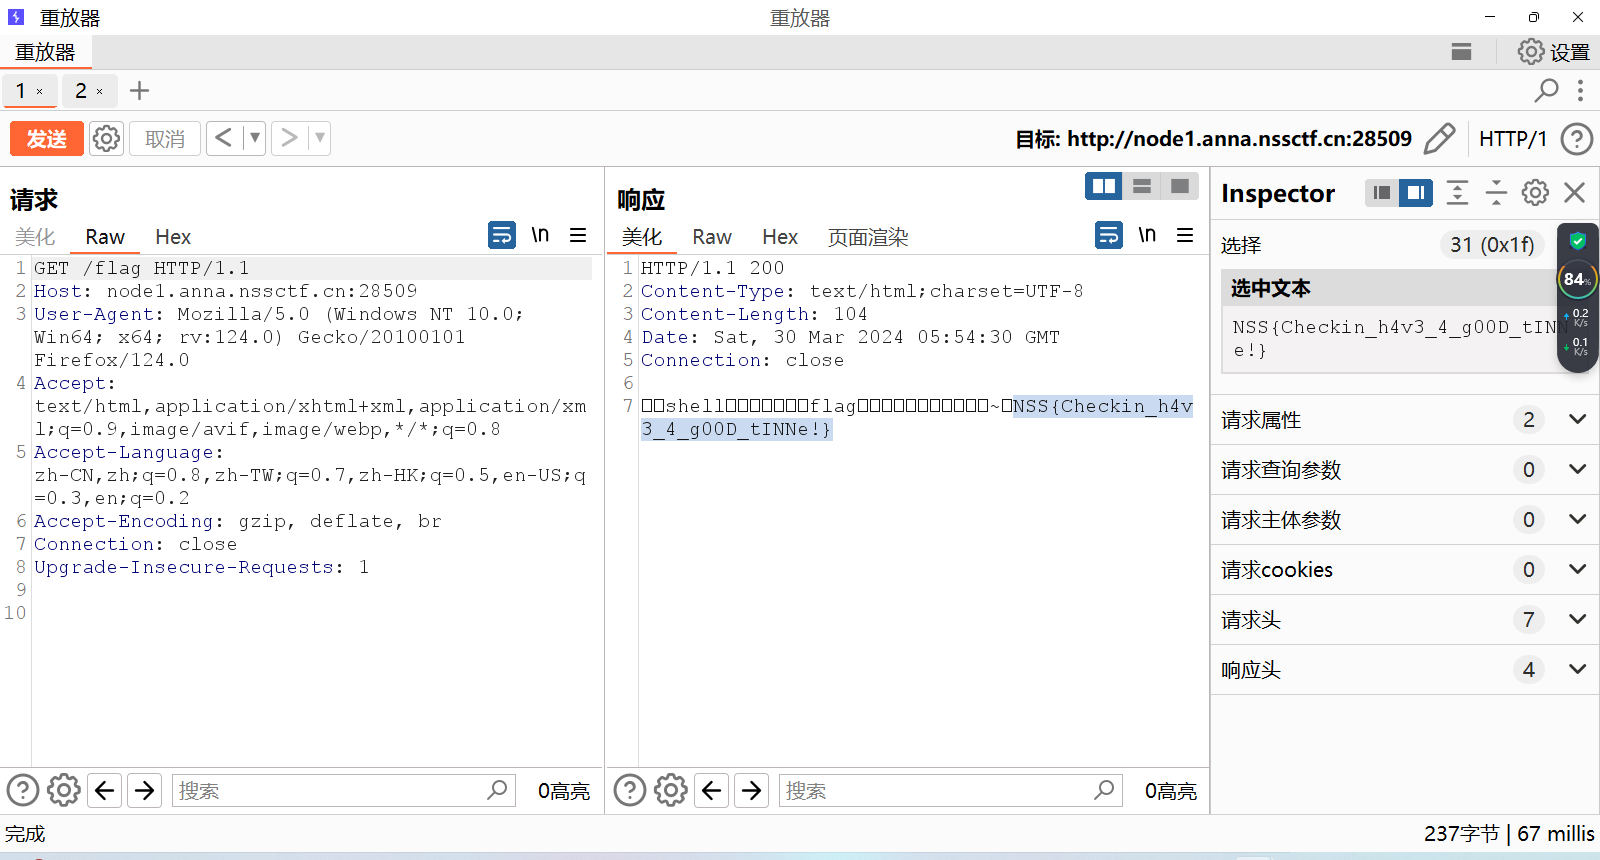 重放器
重放器
重放器
设置
1 ×
2 ×
发送
取消
目标: http://node1.anna.nssctf.cn:28509
HTTP/1
请求
美化
Raw
Hex
\n
1 GET /flag HTTP/1.1
2 Host: node1.anna.nssctf.cn:28509
3 User-Agent: Mozilla/5.0 (Windows NT 10.0;
Win64; x64; rv:124.0) Gecko/20100101
Firefox/124.0
4 Accept:
text/html,application/xhtml+xml,application/xm
l;q=0.9,image/avif,image/webp,*/*;q=0.8
5 Accept-Language:
zh-CN,zh;q=0.8,zh-TW;q=0.7,zh-HK;q=0.5,en-US;q
=0.3,en;q=0.2
6 Accept-Encoding: gzip, deflate, br
7 Connection: close
8 Upgrade-Insecure-Requests: 1
9
10
搜索
0高亮
响应
美化
Raw
Hex
页面渲染
\n
1 HTTP/1.1 200
2 Content-Type: text/html;charset=UTF-8
3 Content-Length: 104
4 Date: Sat, 30 Mar 2024 05:54:30 GMT
5 Connection: close
6
7 □□shell□□□□□□□flag□□□□□□□□□□□~□NSS{Checkin_h4v
3_4_g00D_tINNe!}
搜索
0高亮
Inspector
选择
31 (0x1f)
选中文本
NSS{Checkin_h4v3_4_g00D_tINN
e!}
84%
0.2
K/s
0.1
K/s
请求属性 2
请求查询参数 0
请求主体参数 0
请求cookies 0
请求头 7
响应头 4
完成
237字节 | 67 millis